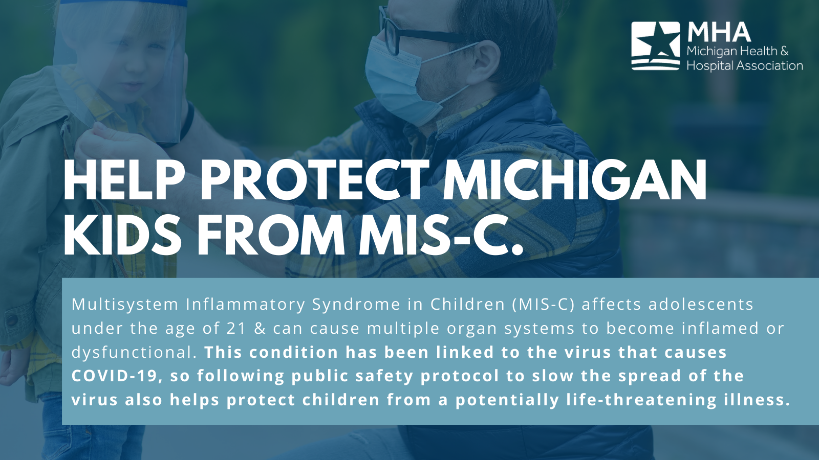 MHA
Michigan Health &
Hospital Association
HELP PROTECT MICHIGAN
KIDS FROM MIS-C.
Multisystem Inflammatory Syndrome in Children (MIS-C) affects adolescents
under the age of 21 & can cause multiple organ systems to become inflamed or
dysfunctional. This condition has been linked to the virus that causes
COVID-19, so following public safety protocol to slow the spread of the
virus also helps protect children from a potentially life-threatening illness.